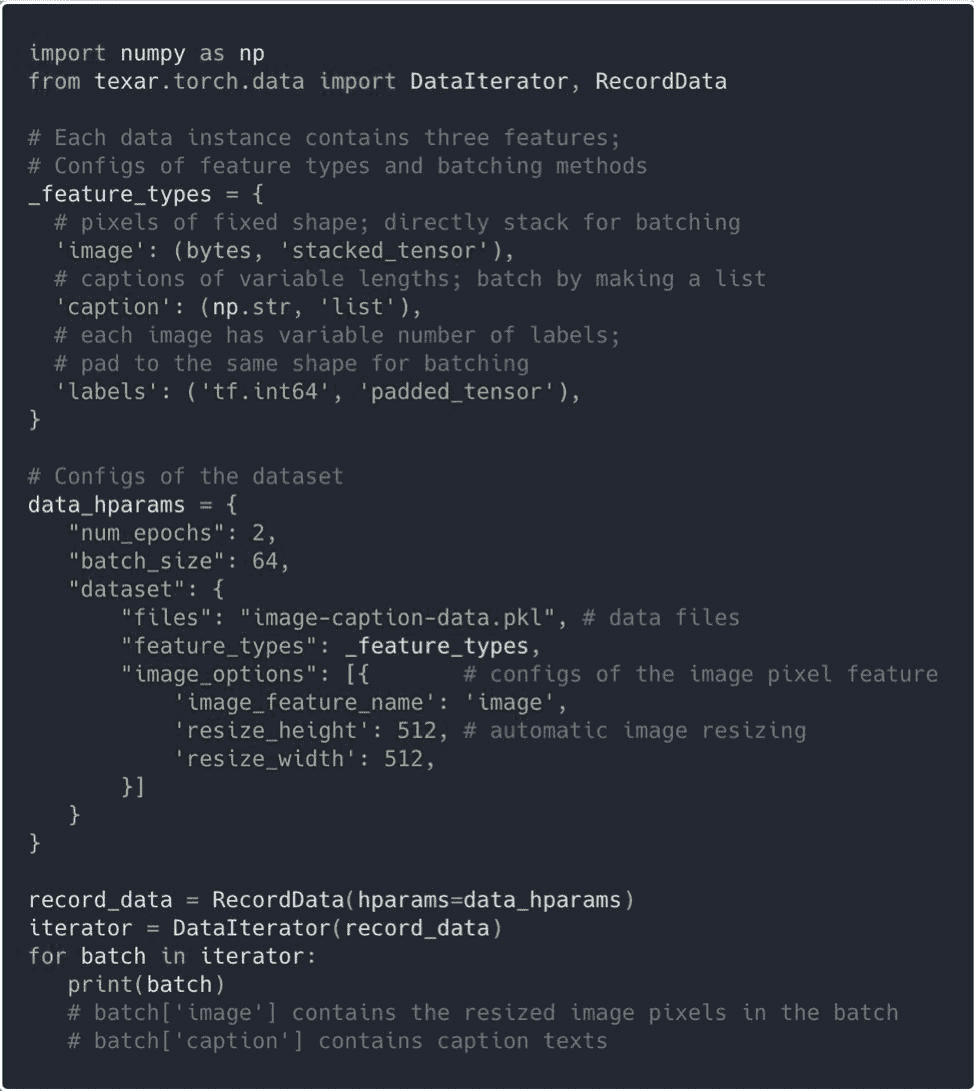 import numpy as np
from texar.torch.data import DataIterator, RecordData

# Each data instance contains three features;
# Configs of feature types and batching methods
_feature_types = {
  # pixels of fixed shape; directly stack for batching
  'image': (bytes, 'stacked_tensor'),
  # captions of variable lengths; batch by making a list
  'caption': (np.str, 'list'),
  # each image has variable number of labels;
  # pad to the same shape for batching
  'labels': ('tf.int64', 'padded_tensor'),
}

# Configs of the dataset
data_hparams = {
   "num_epochs": 2,
   "batch_size": 64,
   "dataset": {
       "files": "image-caption-data.pkl", # data files
       "feature_types": _feature_types,
       "image_options": [{       # configs of the image pixel feature
           'image_feature_name': 'image',
           'resize_height': 512, # automatic image resizing
           'resize_width': 512,
       }]
   }
}

record_data = RecordData(hparams=data_hparams)
iterator = DataIterator(record_data)
for batch in iterator:
   print(batch)
   # batch['image'] contains the resized image pixels in the batch
   # batch['caption'] contains caption texts